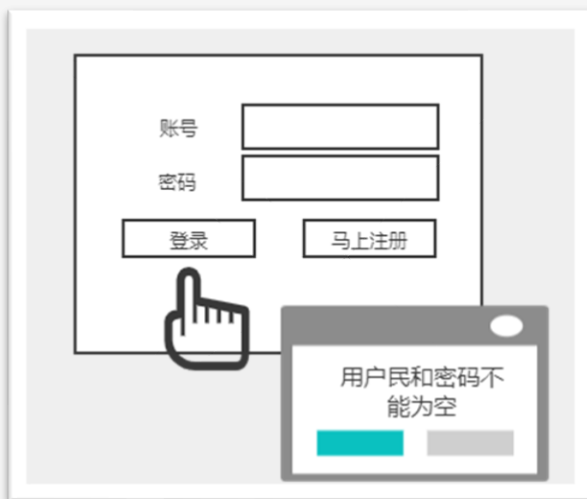 账号
密码
登录
马上注册
用户民和密码不
能为空